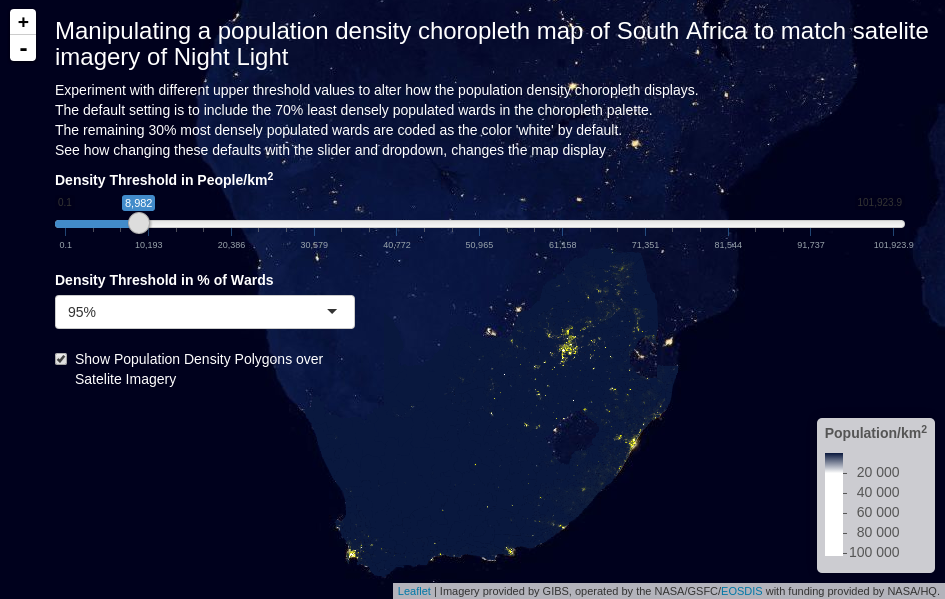 +
-
Manipulating a population density choropleth map of South Africa to match satelite
imagery of Night Light
Experiment with different upper threshold values to alter how the population density choropleth displays.
The default setting is to include the 70% least densely populated wards in the choropleth palette.
The remaining 30% most densely populated wards are coded as the color 'white' by default.
See how changing these defaults with the slider and dropdown, changes the map display
Density Threshold in People/km2
0.1 8,982 101,923.9
0.1 10,193 20,386 30,579 40,772 50,965 61,158 71,351 81,544 91,737 101,923.9
Density Threshold in % of Wards
95%
Show Population Density Polygons over
Satelite Imagery
Population/km2
20 000
40 000
60 000
80 000
100 000
Leaflet | Imagery provided by GIBS, operated by the NASA/GSFC/EOSDIS with funding provided by NASA/HQ.